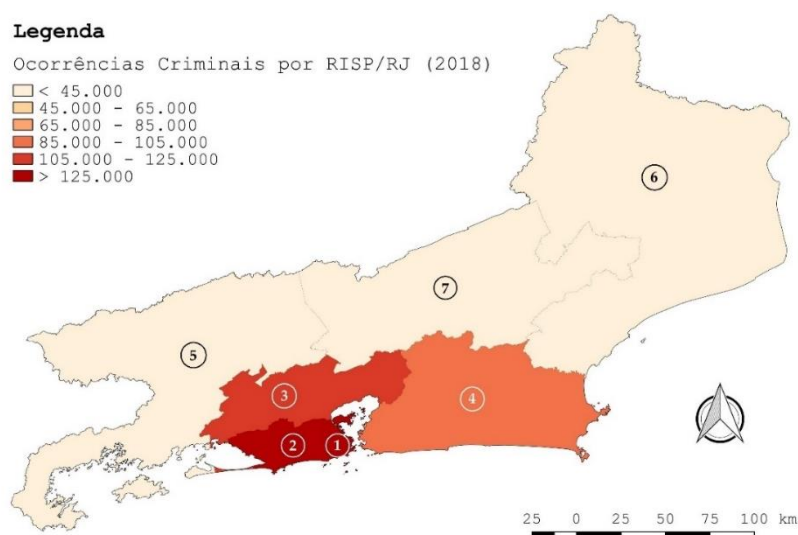 Legenda
Ocorrências Criminais por RISP/RJ (2018)
< 45.000
45.000 - 65.000
65.000 - 85.000
85.000 - 105.000
105.000 - 125.000
> 125.000
6
7
5
3
4
2
1
25 0 25 50 75 100 km